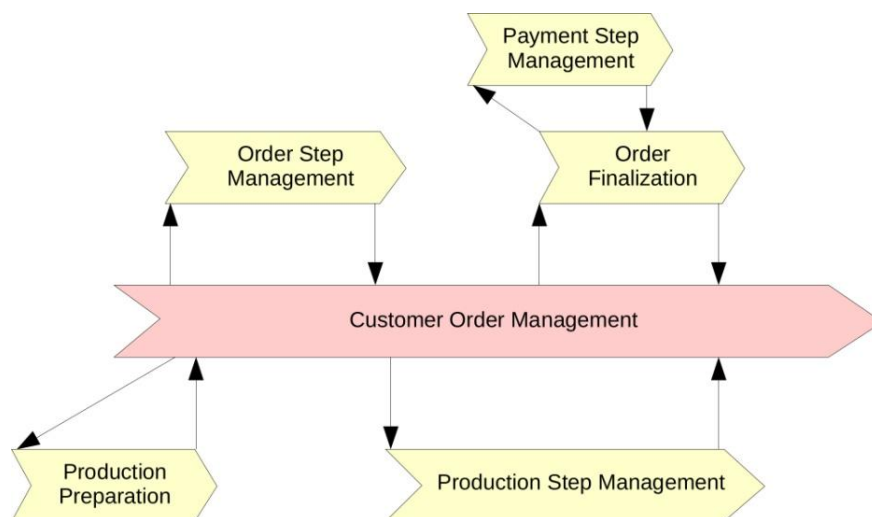 Payment Step
Management
Order Step
Management
Order
Finalization
Customer Order Management
Production
Preparation
Production Step Management